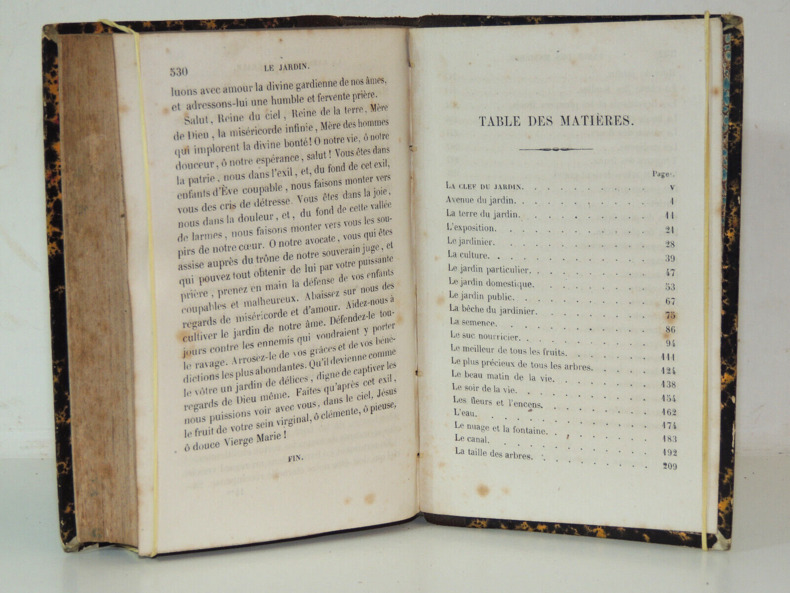 530
LE JARDIN.
luons avec amour la divine gardienne de nos âmes,
et adressons-lui une humble et fervente prière.
Salut, Reine du ciel, Reine de la terre, Mère
de Dieu, la miséricorde infinie, Mère des hommes
qui implorent la divine bonté! O notre vie, ô notre
douceur, ô notre espérance, salut! Vous êtes dans
la patrie, nous dans l'exil, et, du fond de cet exil,
enfants d'Ève coupable, nous faisons monter vers
vous des cris de détresse. Vous êtes dans la joie,
nous dans la douleur, et, du fond de cette vallée
de larmes, nous faisons monter vers vous les sou-
pirs de notre cœur. O notre avocate, vous qui êtes
assise auprès du trône de notre souverain juge, et
qui pouvez tout obtenir de lui par votre puissante
prière, prenez en main la défense de vos enfants
coupables et malheureux. Abaissez sur nous des
regards de miséricorde et d'amour. Aidez-nous à
cultiver le jardin de notre âme. Défendez-le tou-
jours contre les ennemis qui voudraient y porter
le ravage. Arrosez-le de vos grâces et de vos béné-
dictions les plus abondantes. Qu'il devienne comme
le vôtre un jardin de délices, digne de captiver les
regards de Dieu même. Faites qu'après cet exil,
nous puissions voir avec vous, dans le ciel, Jésus
le fruit de votre sein virginal, ô clémente, ô pieuse,
ô douce Vierge Marie!
FIN.
TABLE DES MATIÈRES.
Pages.
LA CLEF DU JARDIN. . . . . . . . . . . v
Avenue du jardin. . . . . . . . . . . 1
La terre du jardin. . . . . . . . . . . 11
L'exposition. . . . . . . . . . . 21
Le jardinier. . . . . . . . . . . 28
La culture. . . . . . . . . . . 39
Le jardin particulier. . . . . . . . . . . 47
Le jardin domestique. . . . . . . . . . . 53
Le jardin public. . . . . . . . . . . 67
La bêche du jardinier. . . . . . . . . . . 75
La semence. . . . . . . . . . . 86
Le suc nourricier. . . . . . . . . . . 94
Le meilleur de tous les fruits. . . . . . . . . 111
Le plus précieux de tous les arbres. . . . . . . 124
Le beau matin de la vie. . . . . . . . . . 138
Le soir de la vie. . . . . . . . . . . 154
Les fleurs et l'encens. . . . . . . . . . 162
L'eau. . . . . . . . . . . 174
Le nuage et la fontaine. . . . . . . . . . 183
Le canal. . . . . . . . . . . 192
La taille des arbres. . . . . . . . . . 209